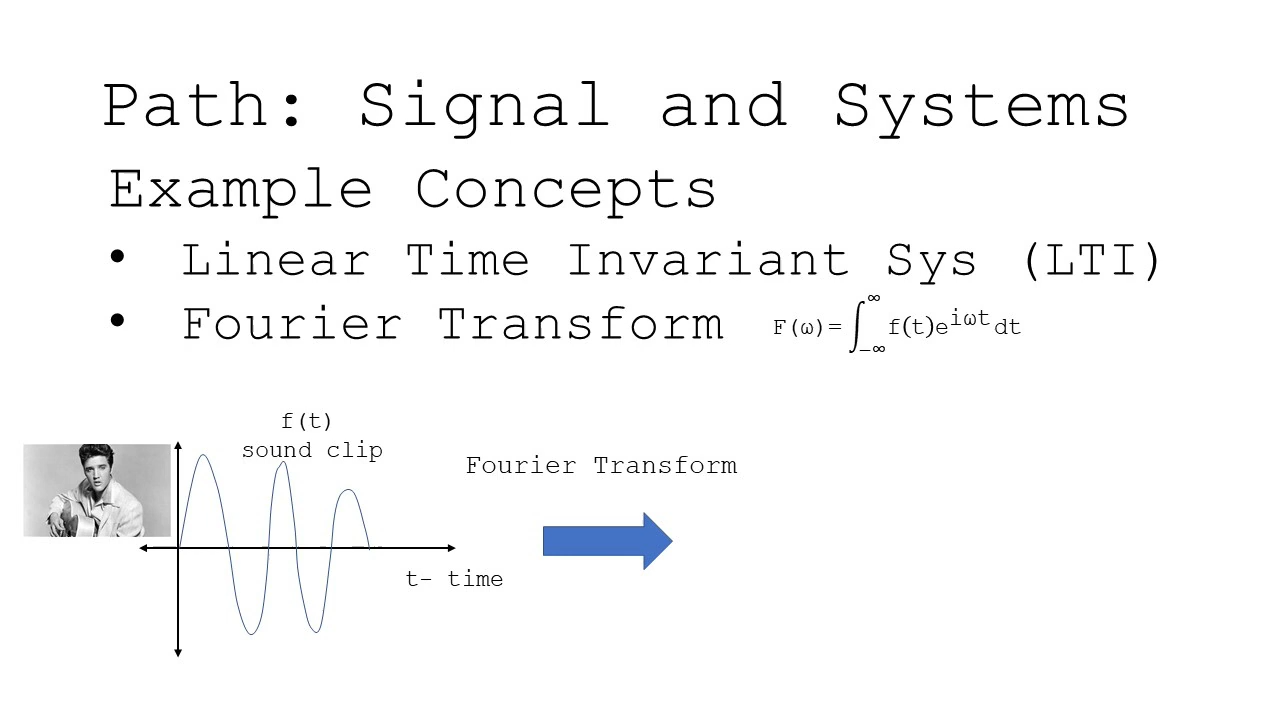 Path: Signal and Systems
Example Concepts
• Linear Time Invariant Sys (LTI)
• Fourier Transform F(ω)=∫_{−∞}^{∞} f(t)e^{iωt}dt
f(t)
sound clip
Fourier Transform
t- time